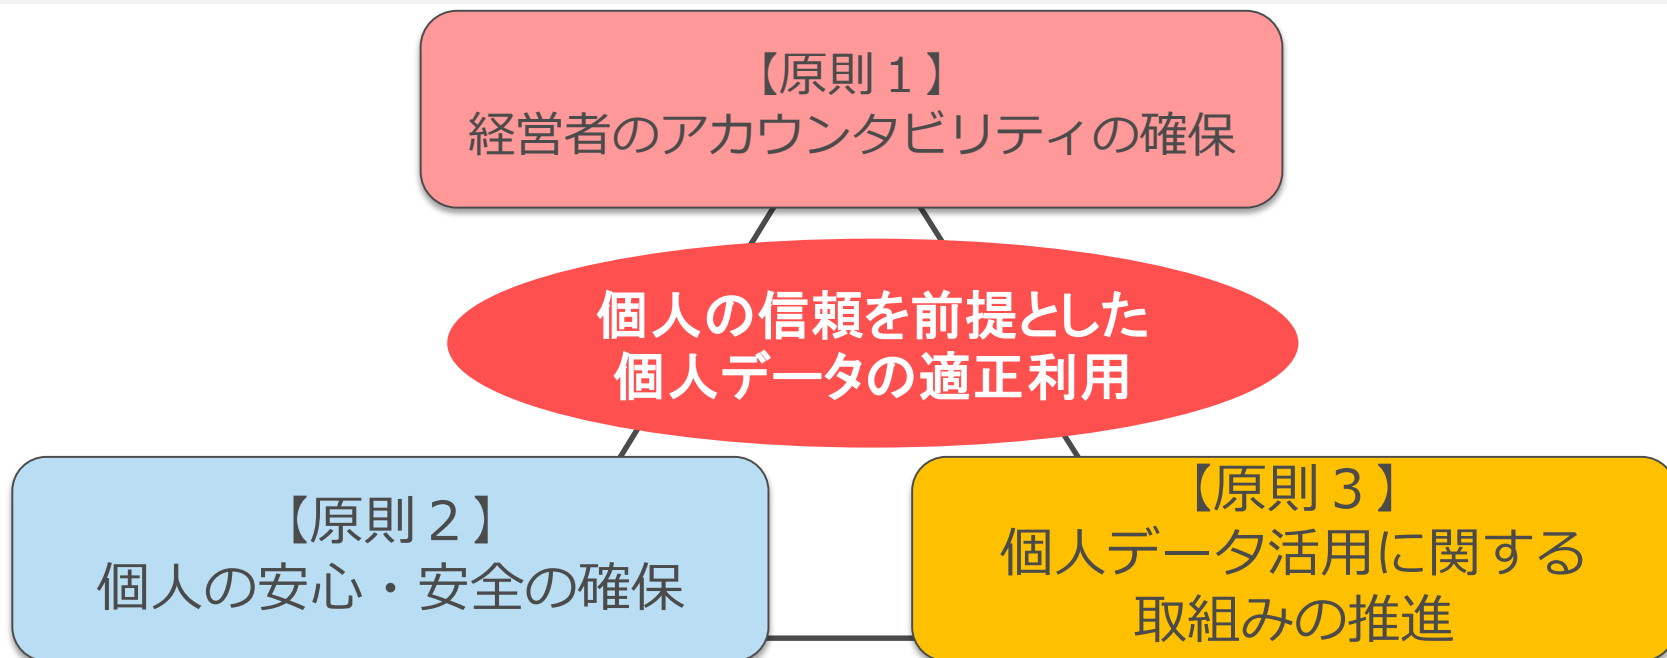 【原則１】
経営者のアカウンタビリティの確保
個人の信頼を前提とした
個人データの適正利用
【原則２】
個人の安心・安全の確保
【原則３】
個人データ活用に関する
取組みの推進